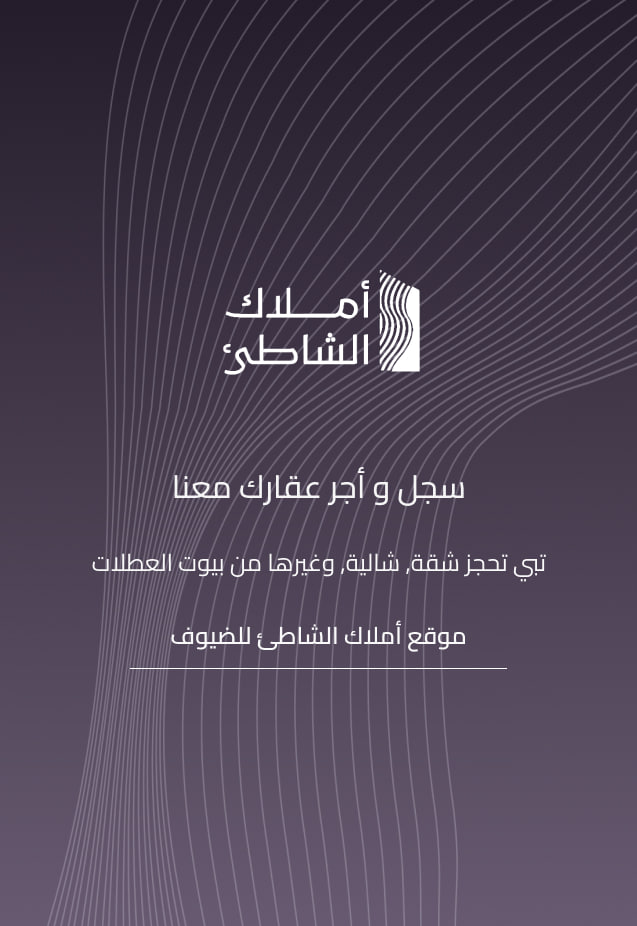 أملاك
الشاطئ
سجل و أجر عقارك معنا
تبي تحجز شقة, شالية, وغيرها من بيوت العطلات
موقع أملاك الشاطئ للضيوف